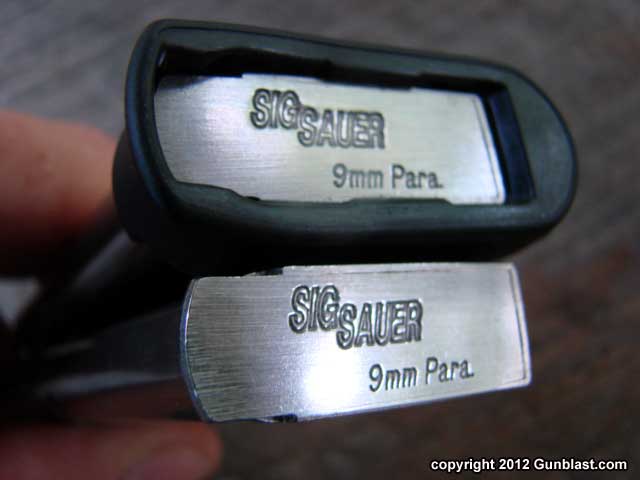 SIG SAUER
9mm Para.
SIG SAUER
9mm Para.
copyright 2012 Gunblast.com